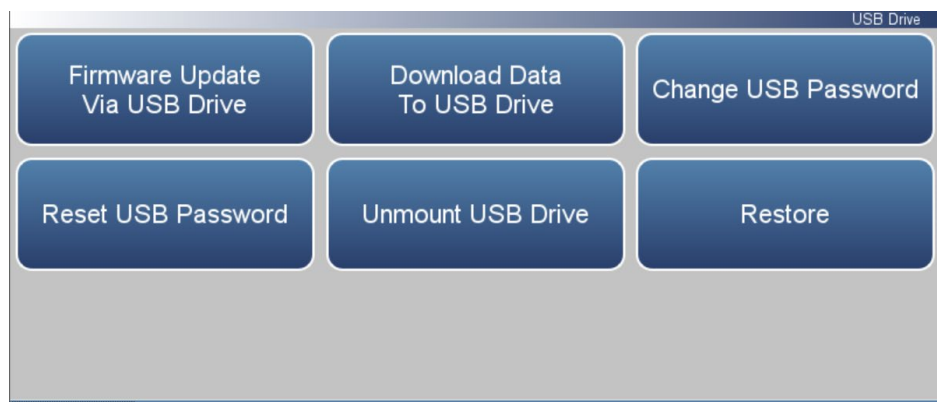 USB Drive
Firmware Update
Via USB Drive
Download Data
To USB Drive
Change USB Password
Reset USB Password
Unmount USB Drive
Restore